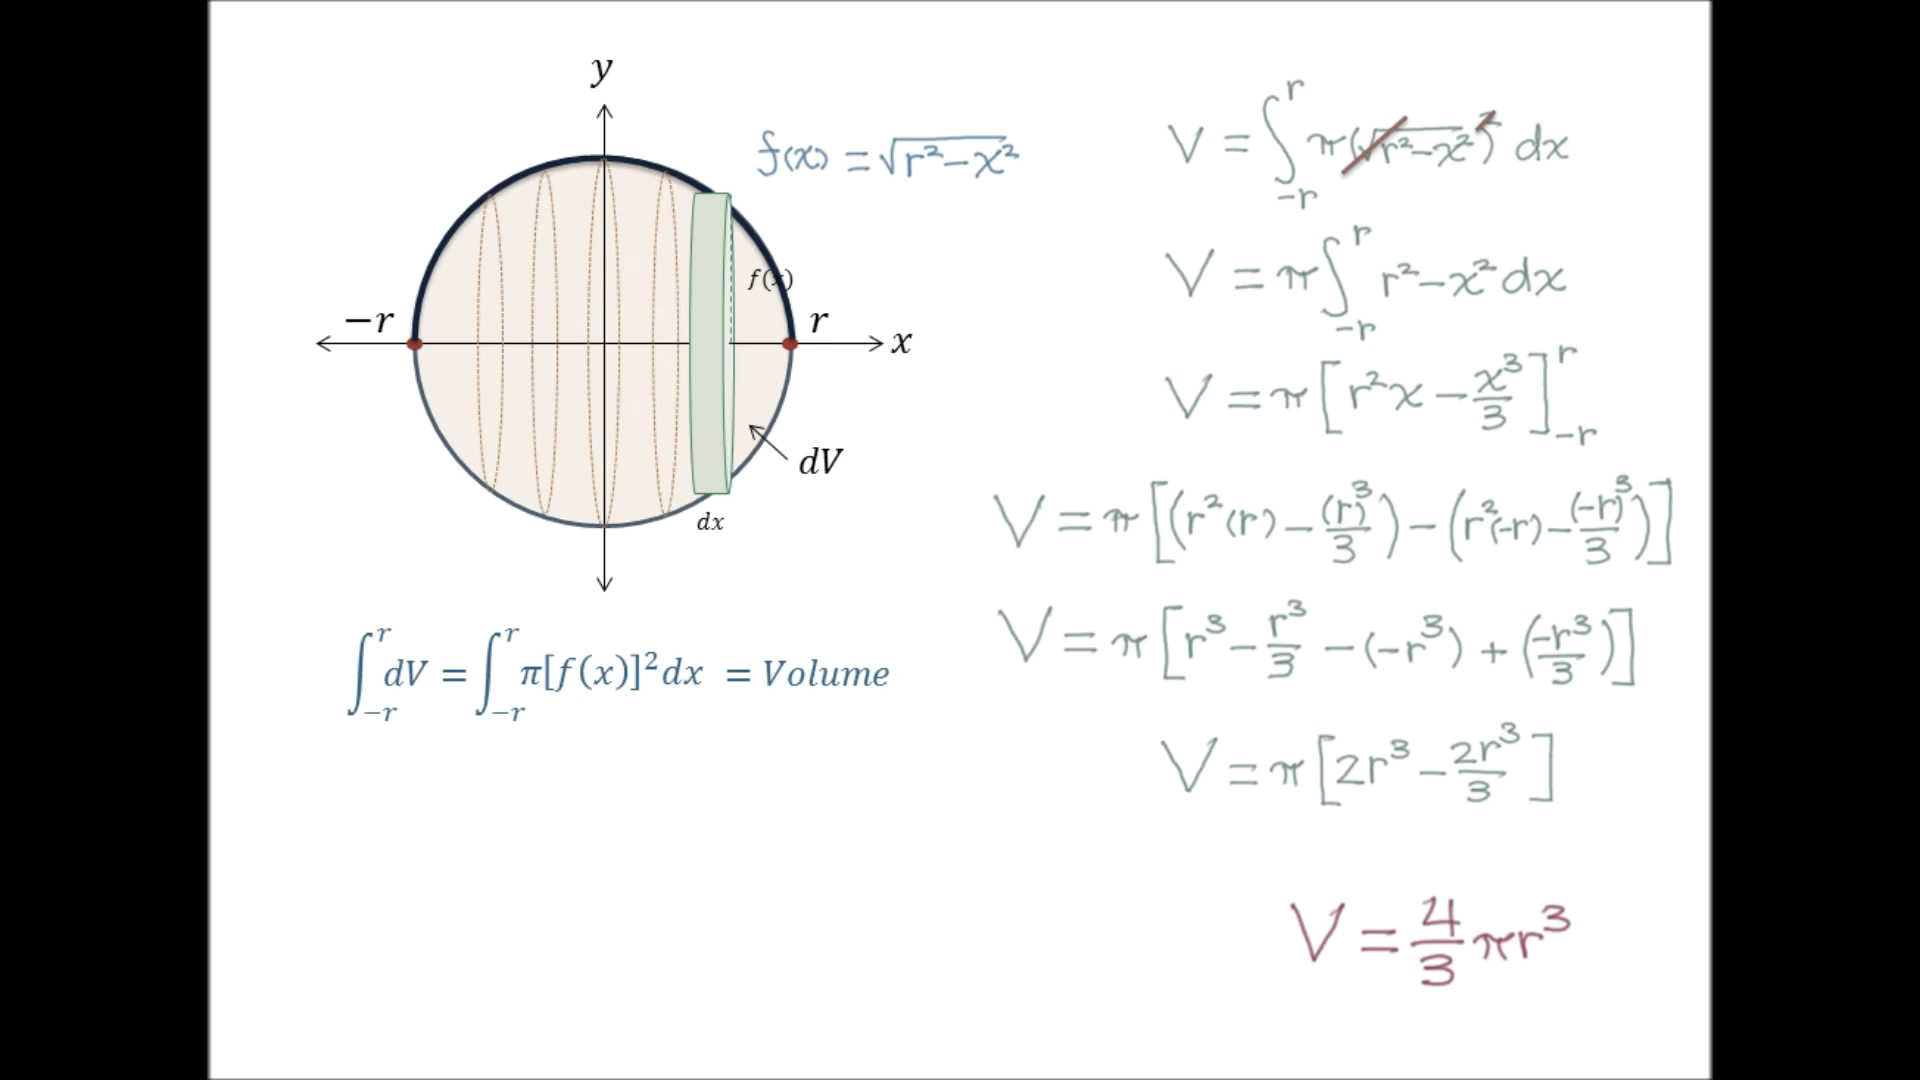 y
f(x) = √r²−x²
−r
r
x
f(x)
dV
dx
∫_{−r}^{r} dV = ∫_{−r}^{r} π[f(x)]² dx = Volume
V = ∫_{−r}^{r} π(√r²−x²)² dx
V = π∫_{−r}^{r} r²−x² dx
V = π[r²x − x³/3]_{−r}^{r}
V = π[(r²(r) − (r)³/3) − (r²(−r) − (−r)³/3)]
V = π[r³ − r³/3 − (−r³) + (−r³/3)]
V = π[2r³ − 2r³/3]
V = 4/3 πr³